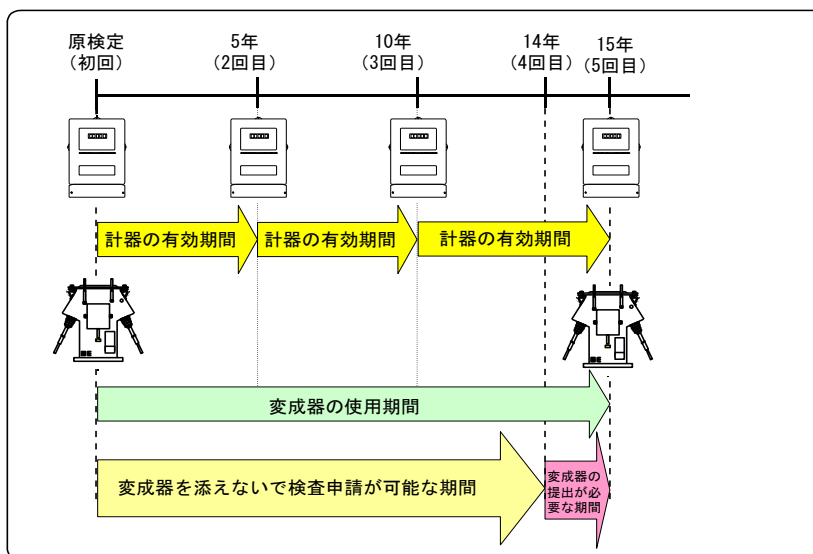 原検定
(初回)
5年
(2回目)
10年
(3回目)
14年
(4回目)
15年
(5回目)
計器の有効期間
計器の有効期間
計器の有効期間
変成器の使用期間
変成器を添えないで検査申請が可能な期間
変成器の
提出が必
要な期間